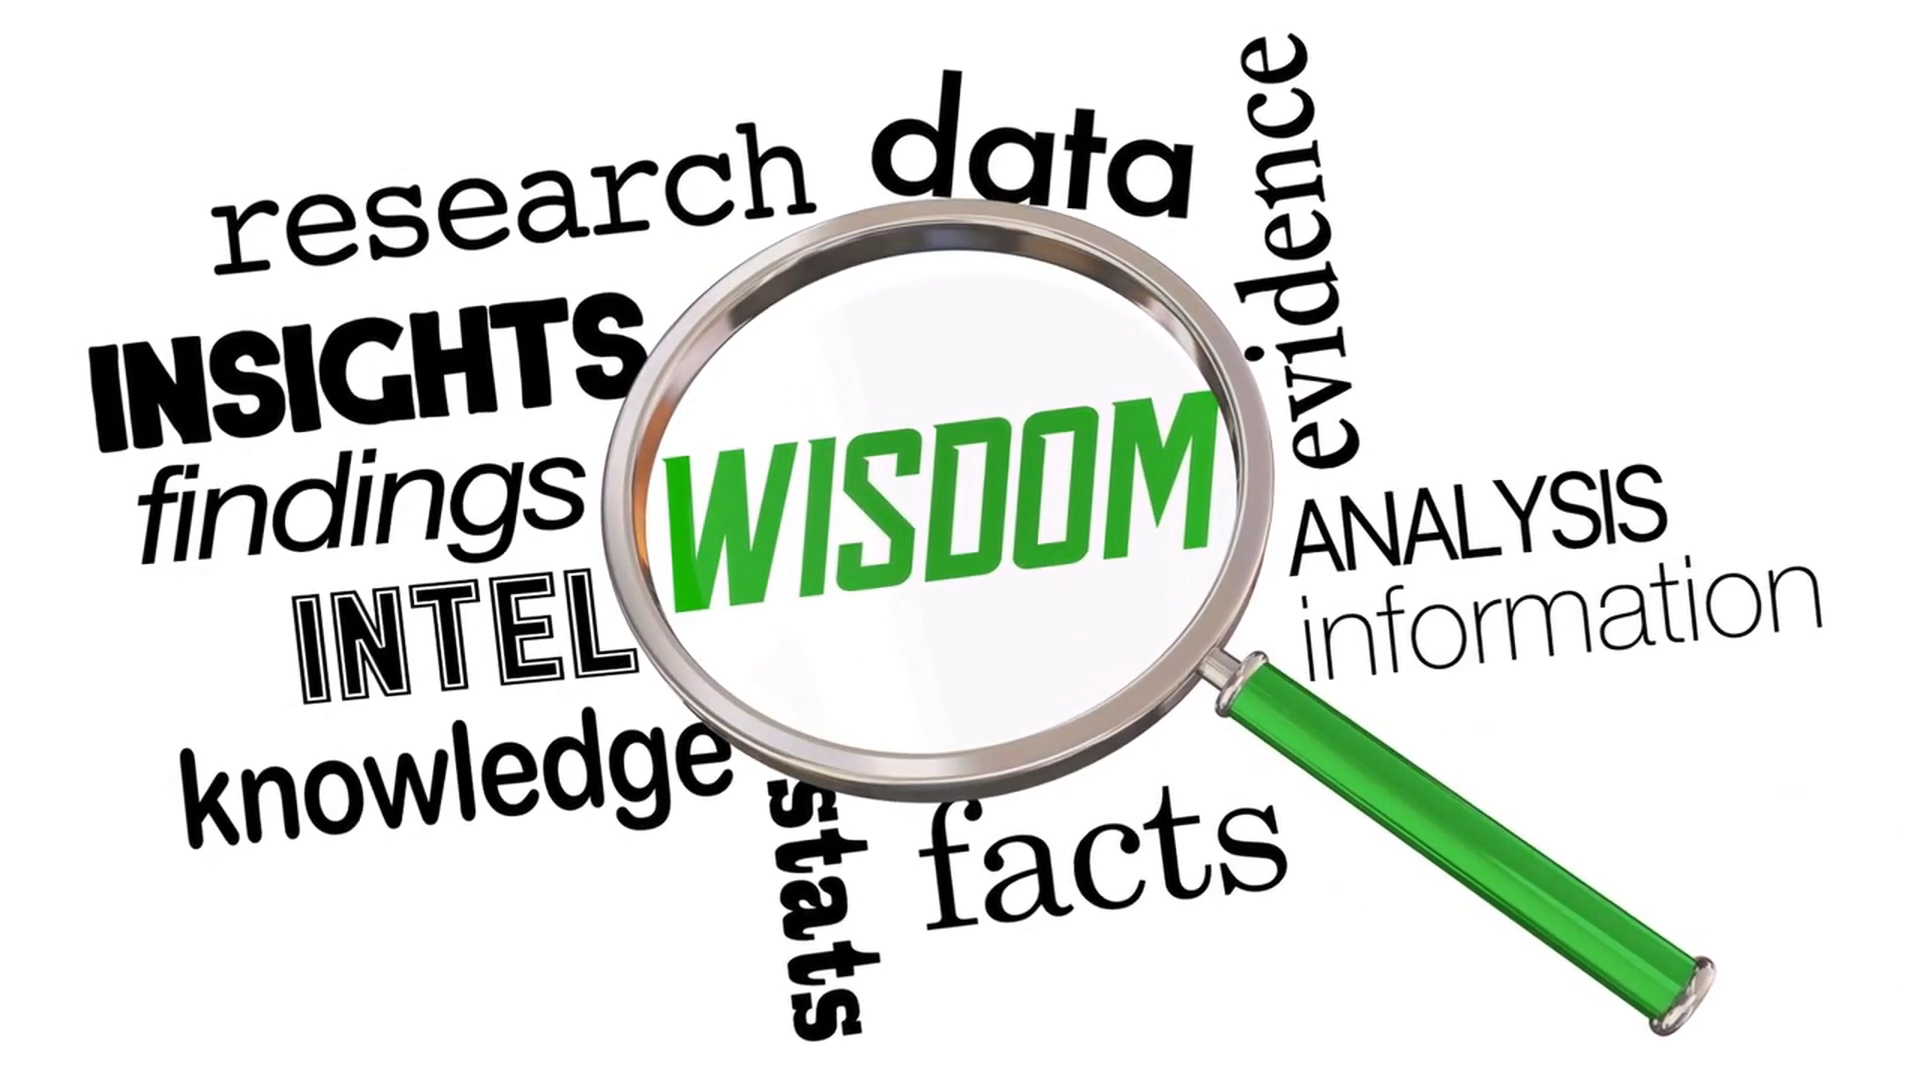 research
data
evidence
INSIGHTS
findings
WISDOM
ANALYSIS
information
INTEL
knowledge
stats
facts